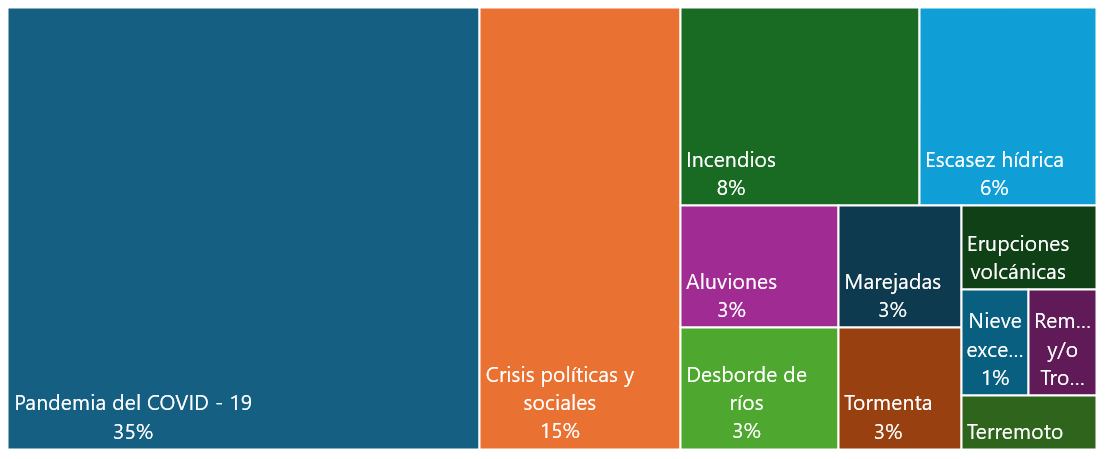 Pandemia del COVID - 19
35%
Crisis políticas y
sociales
15%
Incendios
8%
Escasez hídrica
6%
Aluviones
3%
Marejadas
3%
Erupciones
volcánicas
Desborde de
ríos
3%
Tormenta
3%
Nieve
exce...
1%
Rem...
y/o
Tro...
Terremoto